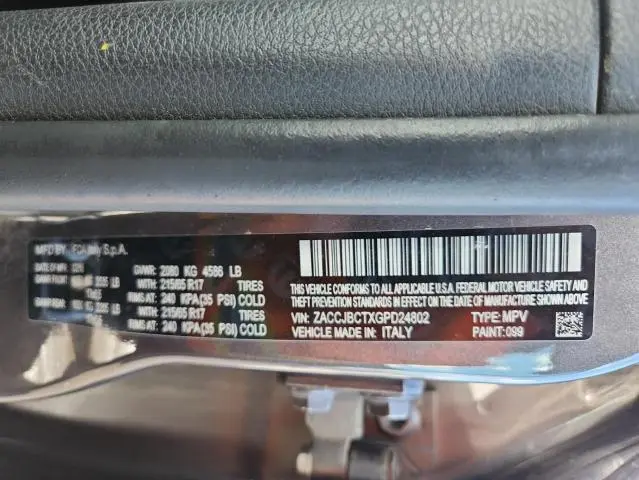 MFD BY FCA Italy S.p.A.
GVWR: 2080 KG 4586 LB
WITH: 215/65 R17 TIRES
RIMS AT: 240 KPA(35 PSI) COLD
WITH: 215/65 R17 TIRES
RIMS AT: 240 KPA(35 PSI) COLD
THIS VEHICLE CONFORMS TO ALL APPLICABLE U.S.A. FEDERAL MOTOR VEHICLE SAFETY AND
THEFT PREVENTION STANDARDS IN EFFECT ON THE DATE OF MANUFACTURE SHOWN ABOVE.
VIN: ZACCJBCTXGPD24802 TYPE: MPV
VEHICLE MADE IN: ITALY PAINT: 099